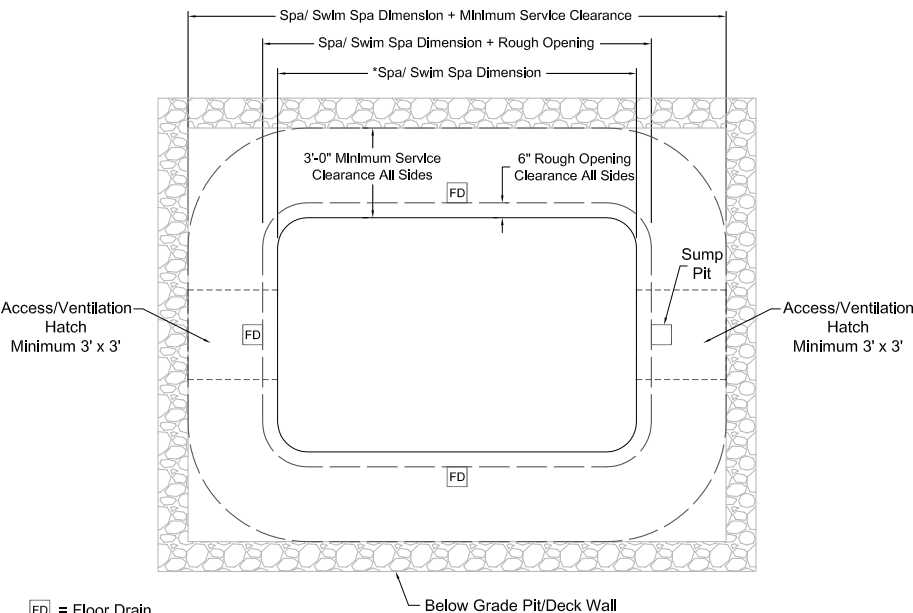 Spa/ Swim Spa Dimension + Minimum Service Clearance
Spa/ Swim Spa Dimension + Rough Opening
*Spa/ Swim Spa Dimension
3'-0" Minimum Service
Clearance All Sides
6" Rough Opening
Clearance All Sides
FD
Sump
Pit
Access/Ventilation
Hatch
Minimum 3' x 3'
FD
Access/Ventilation
Hatch
Minimum 3' x 3'
FD
FD = Floor Drain
Below Grade Pit/Deck Wall